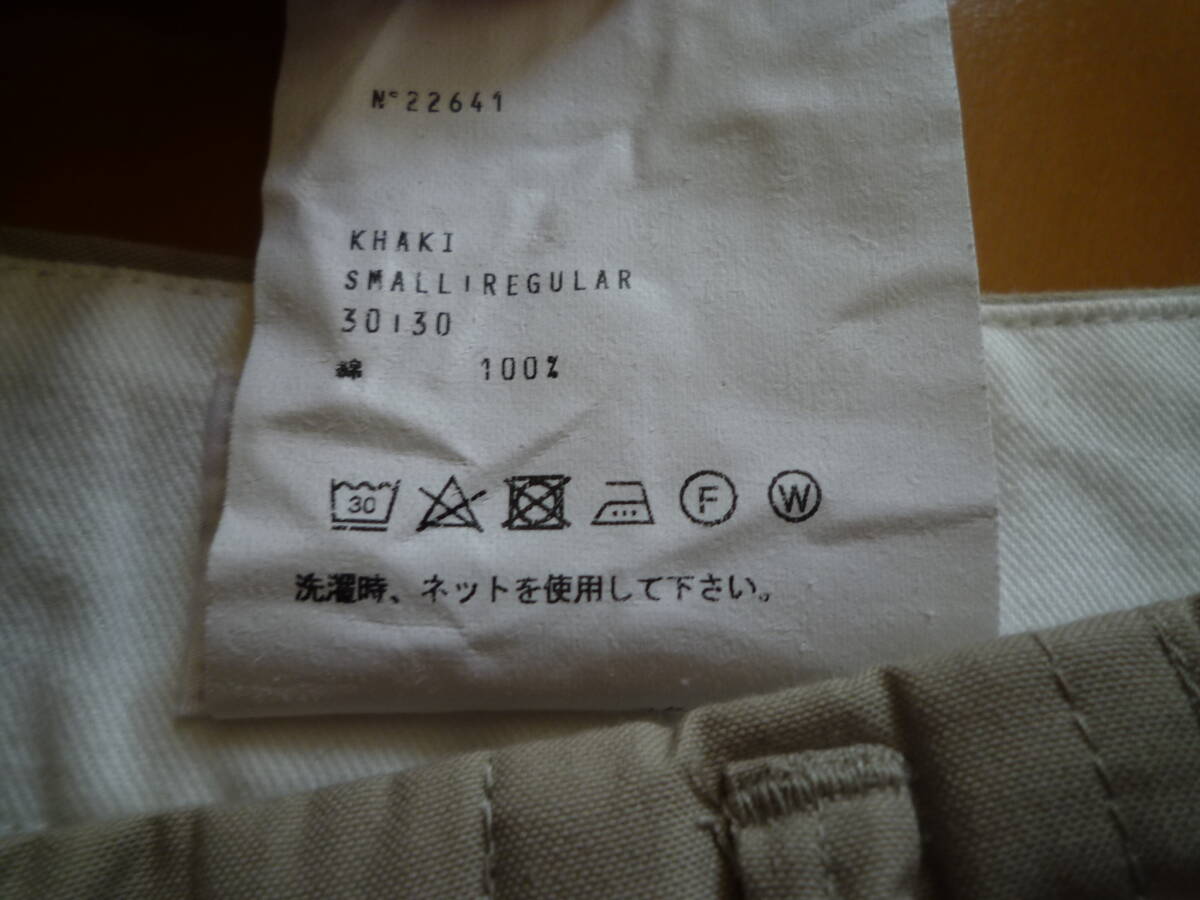 N°22641
KHAKI
SMALL|REGULAR
30|30
綿 100%
30 F W
洗濯時、ネットを使用して下さい。